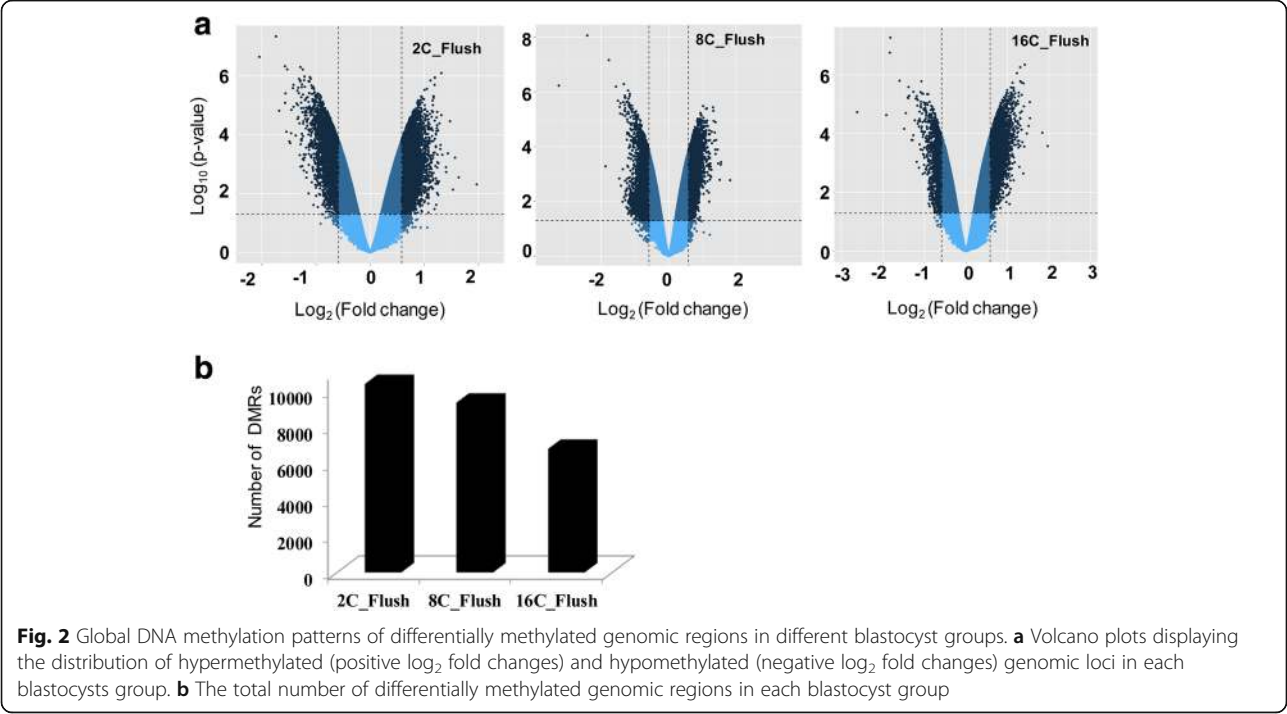 a
2C_Flush
8C_Flush
16C_Flush
Log10 (p-value)
6
4
2
0
-2
-1
0
1
2
Log2 (Fold change)
8
6
4
2
0
-2
0
2
Log2 (Fold change)
6
4
2
0
-3
-2
-1
0
1
2
3
Log2 (Fold change)
b
Number of DMRs
10000
8000
6000
4000
2000
0
2C_Flush 8C_Flush 16C_Flush
Fig. 2 Global DNA methylation patterns of differentially methylated genomic regions in different blastocyst groups. a Volcano plots displaying
the distribution of hypermethylated (positive log2 fold changes) and hypomethylated (negative log2 fold changes) genomic loci in each
blastocysts group. b The total number of differentially methylated genomic regions in each blastocyst group